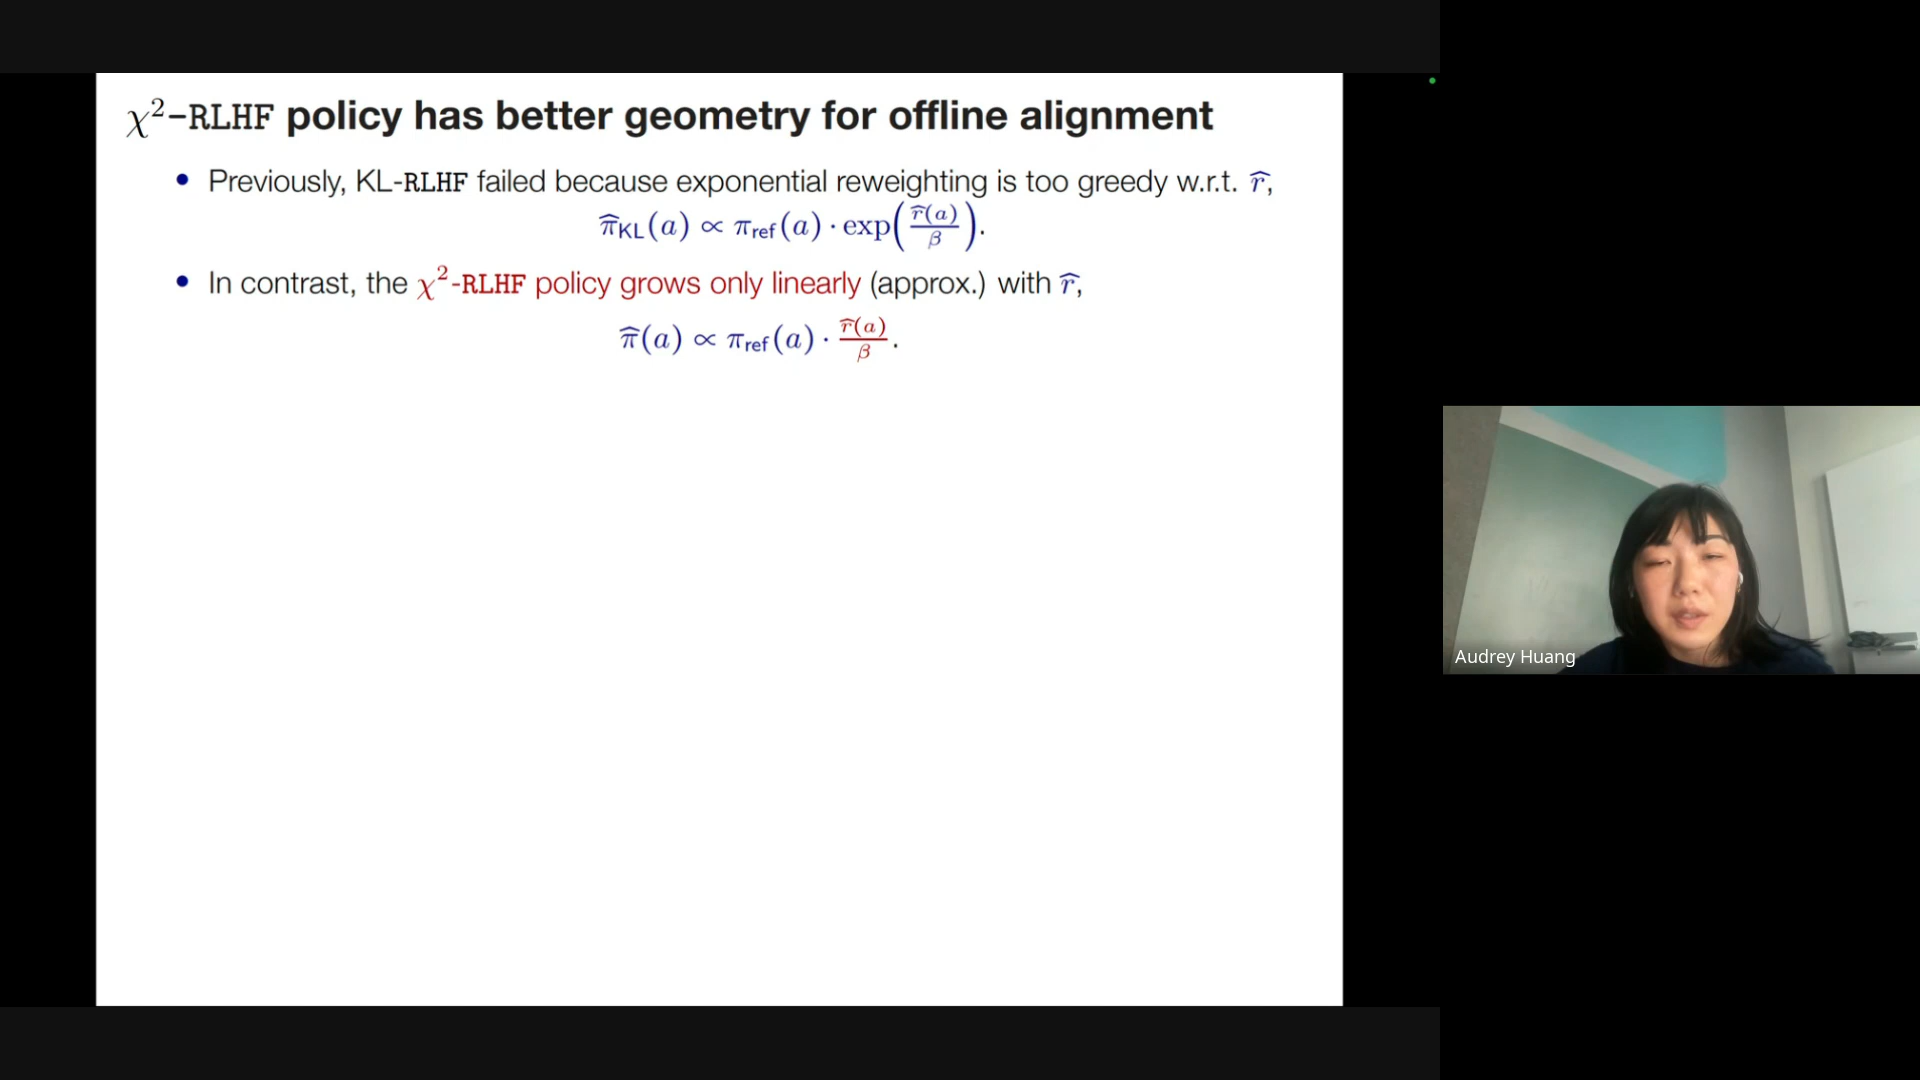 χ²-RLHF policy has better geometry for offline alignment
• Previously, KL-RLHF failed because exponential reweighting is too greedy w.r.t. r̂,
π̂_KL(a) ∝ π_ref(a) · exp(r̂(a)/β).
• In contrast, the χ²-RLHF policy grows only linearly (approx.) with r̂,
π̂(a) ∝ π_ref(a) · r̂(a)/β.
Audrey Huang